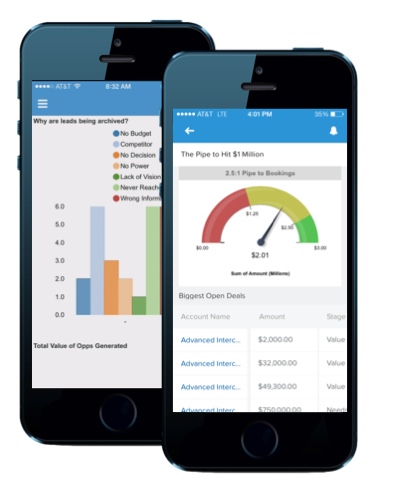 AT&T
8:32 AM
Why are leads being archived?
No Budget
Competitor
No Decision
No Power
Lack of Vision
Never Reach
Wrong Inform
6.0
5.0
4.0
3.0
2.0
1.0
0.0
-
Total Value of Opps Generated
AT&T LTE 4:01 PM 35%
The Pipe to Hit $1 Million
2.5:1 Pipe to Bookings
$1.25
$2.50
$0.00 $3.00
$2.01
Sum of Amount (Millions)
Biggest Open Deals
Account Name Amount Stage
Advanced Interc... $2,000.00 Value
Advanced Interc... $32,000.00 Value
Advanced Interc... $49,300.00 Value
Advanced Interc... $750,000.00 Needs